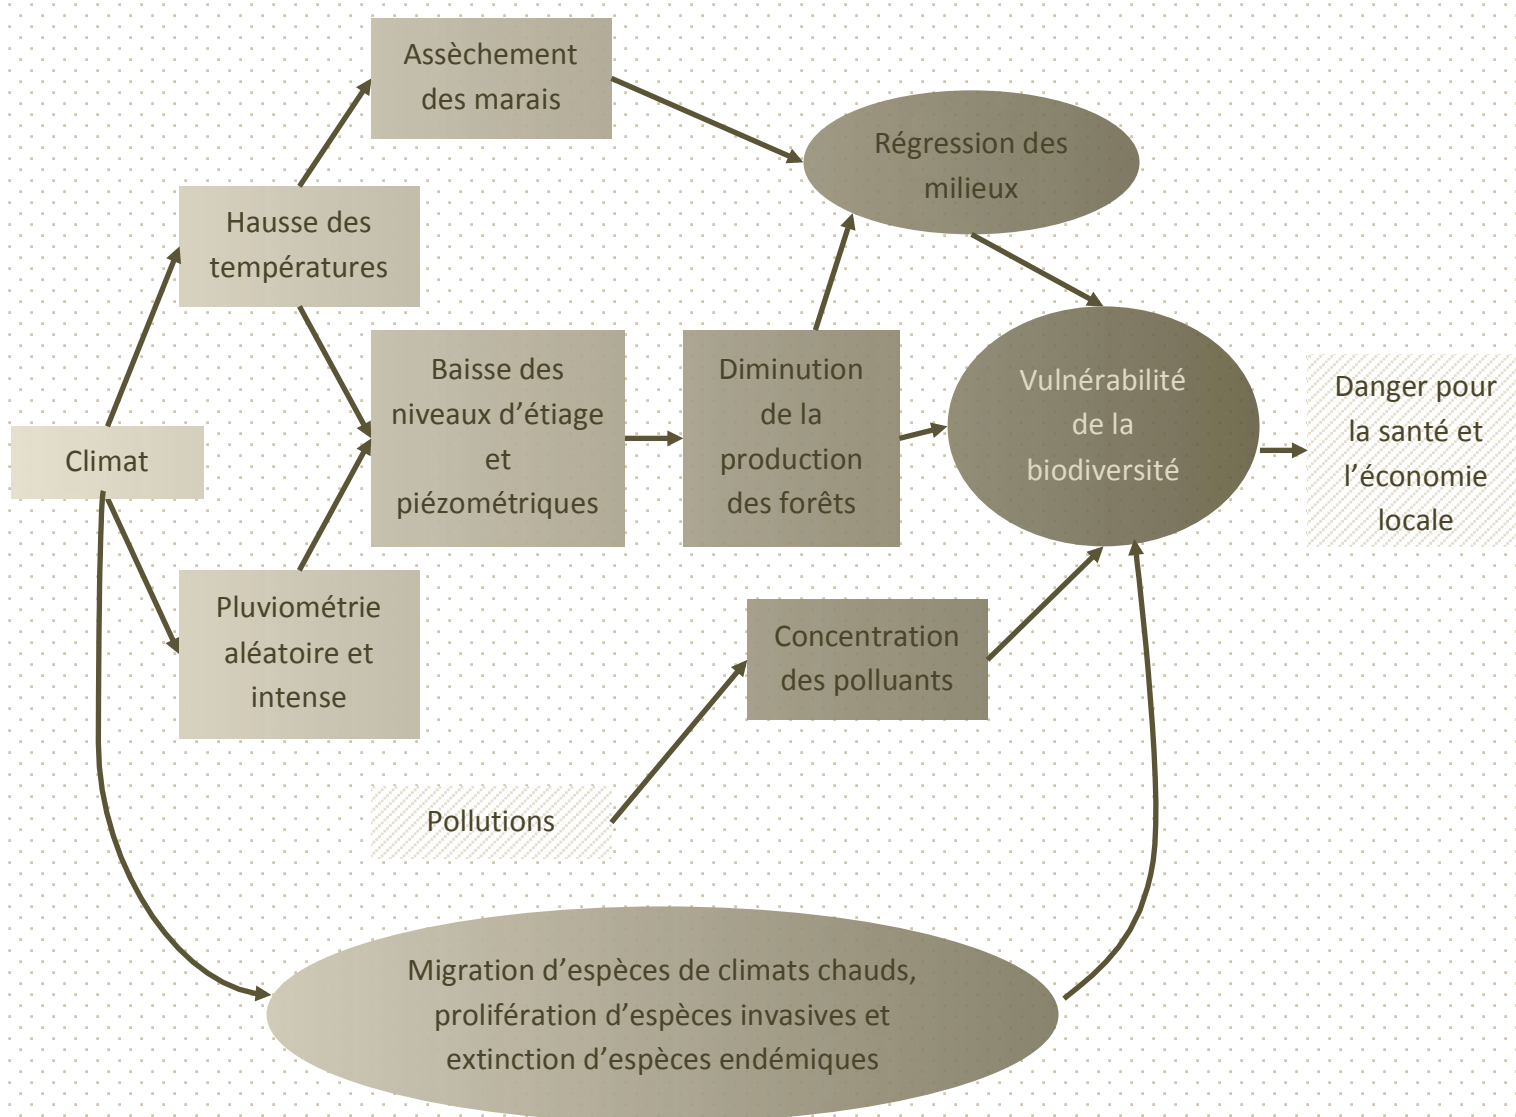 Assèchement
des marais
Régression des
milieux
Hausse des
températures
Baisse des
niveaux d’étiage
et
piézométriques
Diminution
de la
production
des forêts
Vulnérabilité
de la
biodiversité
Danger pour
la santé et
l’économie
locale
Climat
Pluviométrie
aléatoire et
intense
Concentration
des polluants
Pollutions
Migration d’espèces de climats chauds,
prolifération d’espèces invasives et
extinction d’espèces endémiques